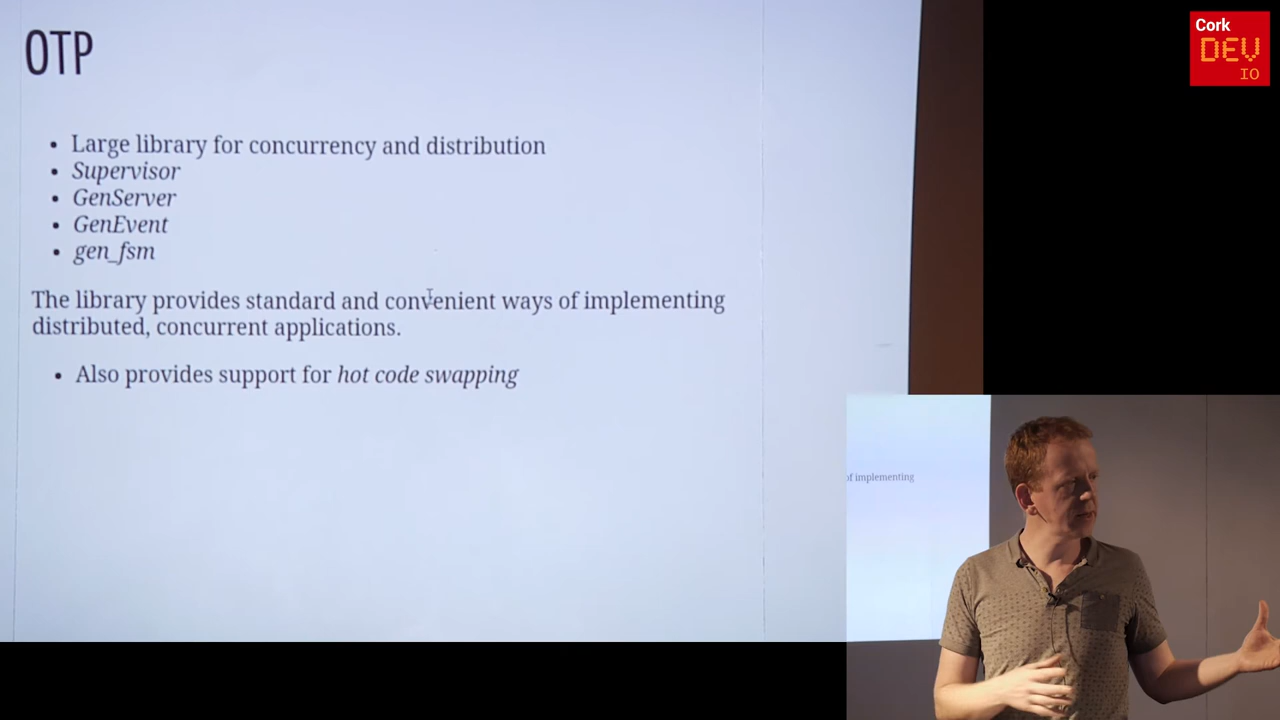 OTP
• Large library for concurrency and distribution
• Supervisor
• GenServer
• GenEvent
• gen_fsm
The library provides standard and convenient ways of implementing
distributed, concurrent applications.
• Also provides support for hot code swapping
Cork
DEV
IO
of implementing